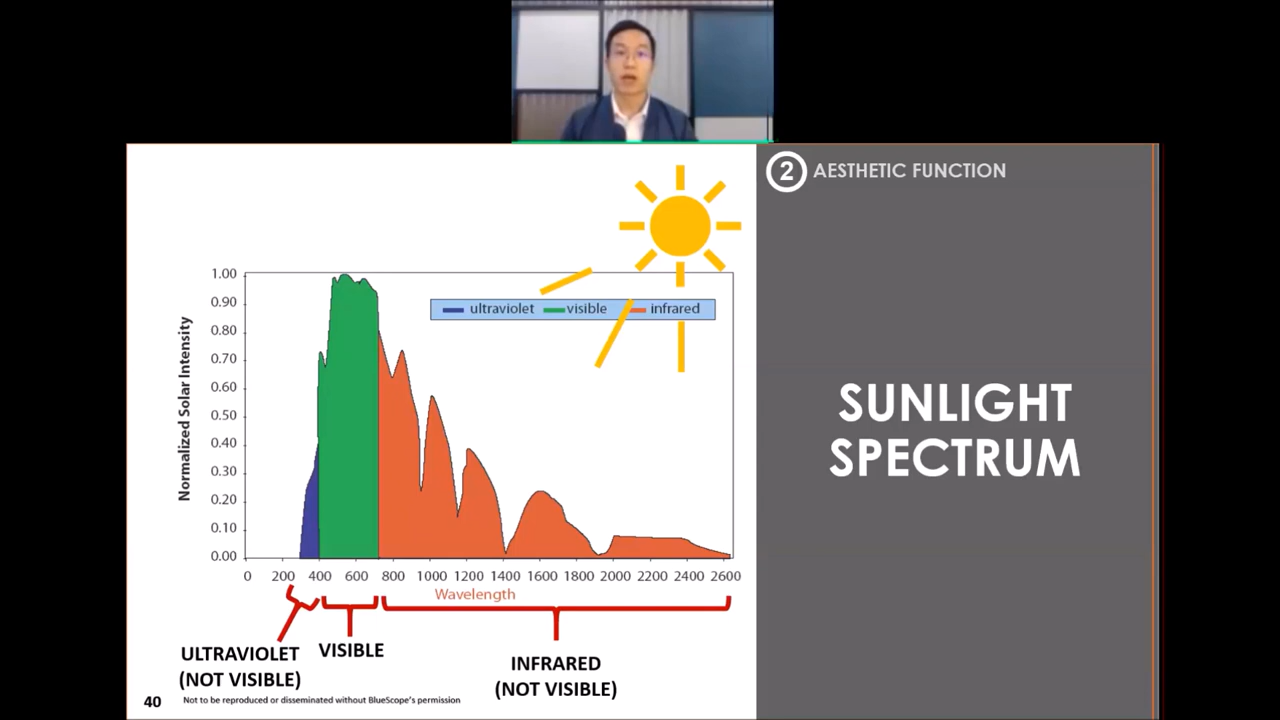 2 AESTHETIC FUNCTION
SUNLIGHT
SPECTRUM
ultraviolet visible infrared
Normalized Solar Intensity
1.00
0.90
0.80
0.70
0.60
0.50
0.40
0.30
0.20
0.10
0.00
0 200 400 600 800 1000 1200 1400 1600 1800 2000 2200 2400 2600
Wavelength
ULTRAVIOLET
(NOT VISIBLE)
VISIBLE
INFRARED
(NOT VISIBLE)
40 Not to be reproduced or disseminated without BlueScope's permission